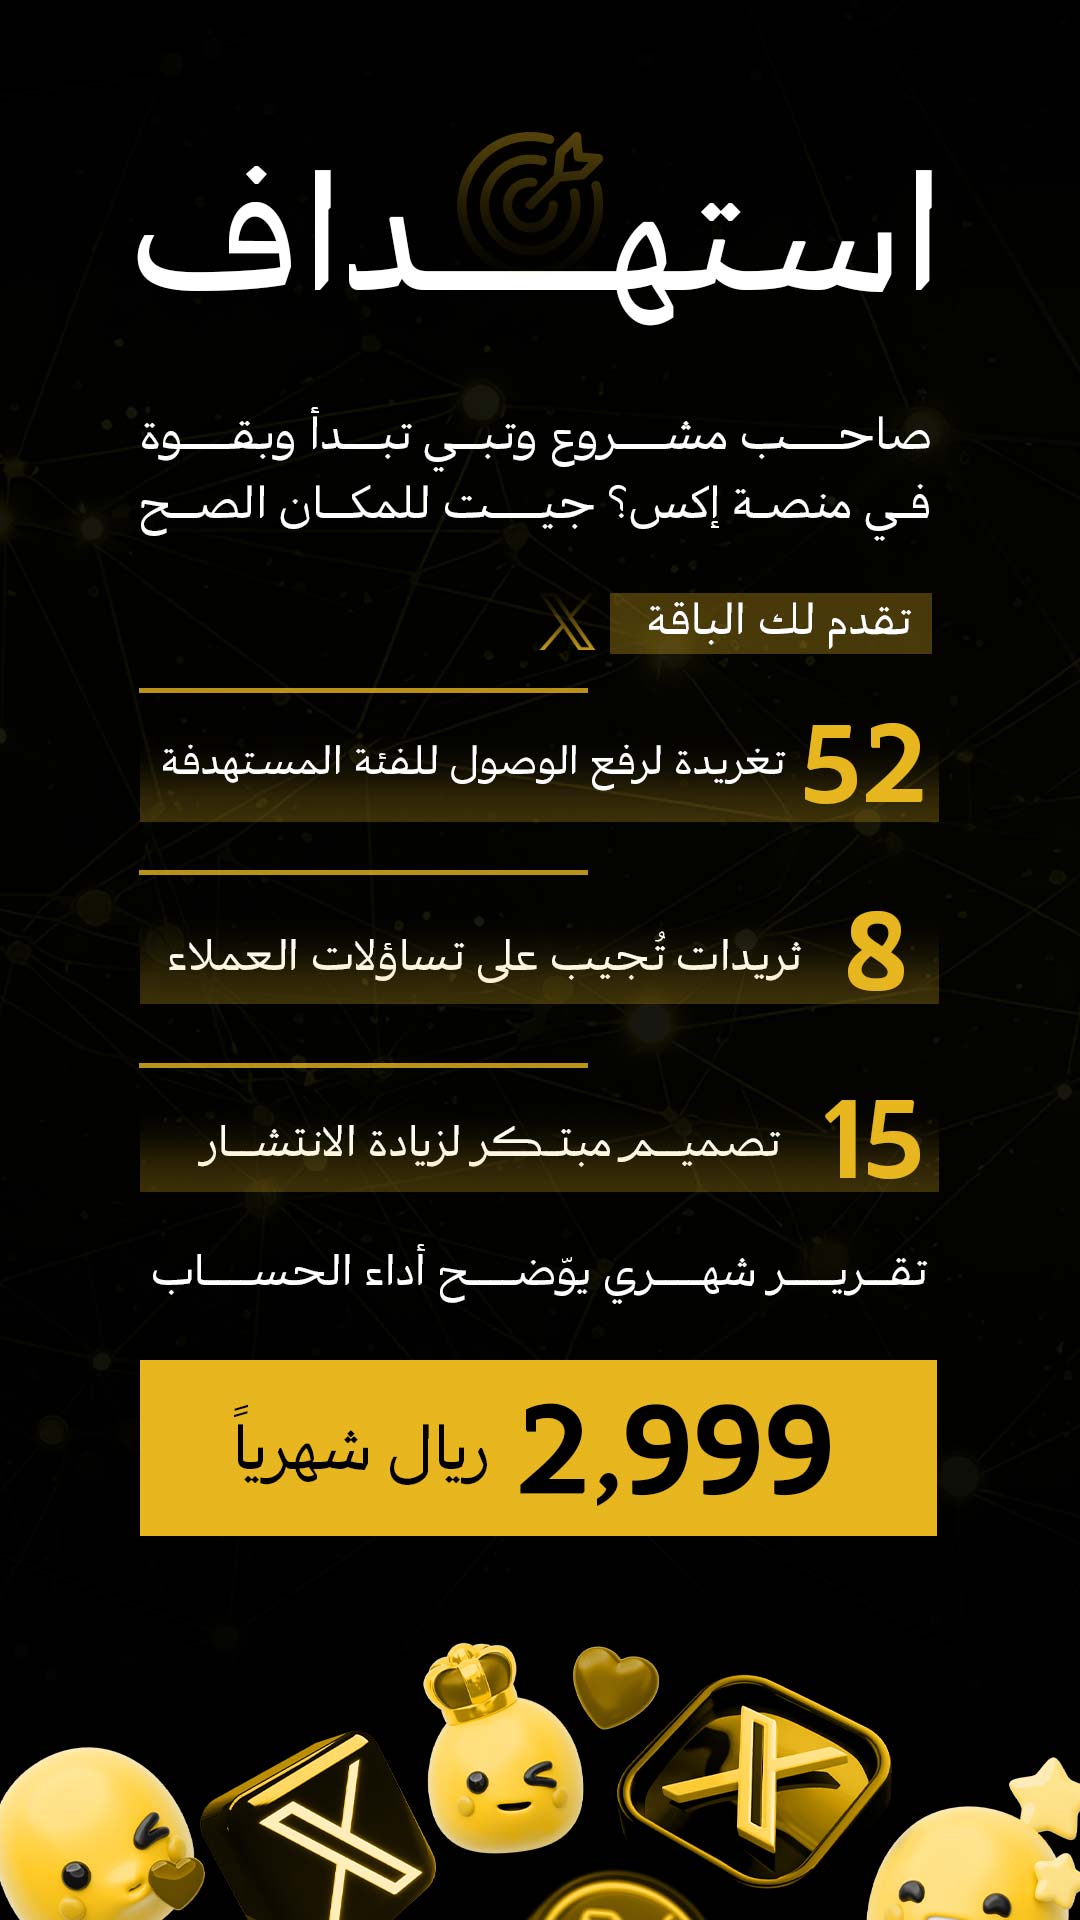 استهداف
صاحب مشروع وتبي تبدأ وبقوة
في منصة إكس؟ جيت للمكان الصح
تقدم لك الباقة
52 تغريدة لرفع الوصول للفئة المستهدفة
8 ثريدات تُجيب على تساؤلات العملاء
15 تصميم مبتكر لزيادة الانتشار
تقرير شهري يوّضح أداء الحساب
2,999 ريال شهرياً